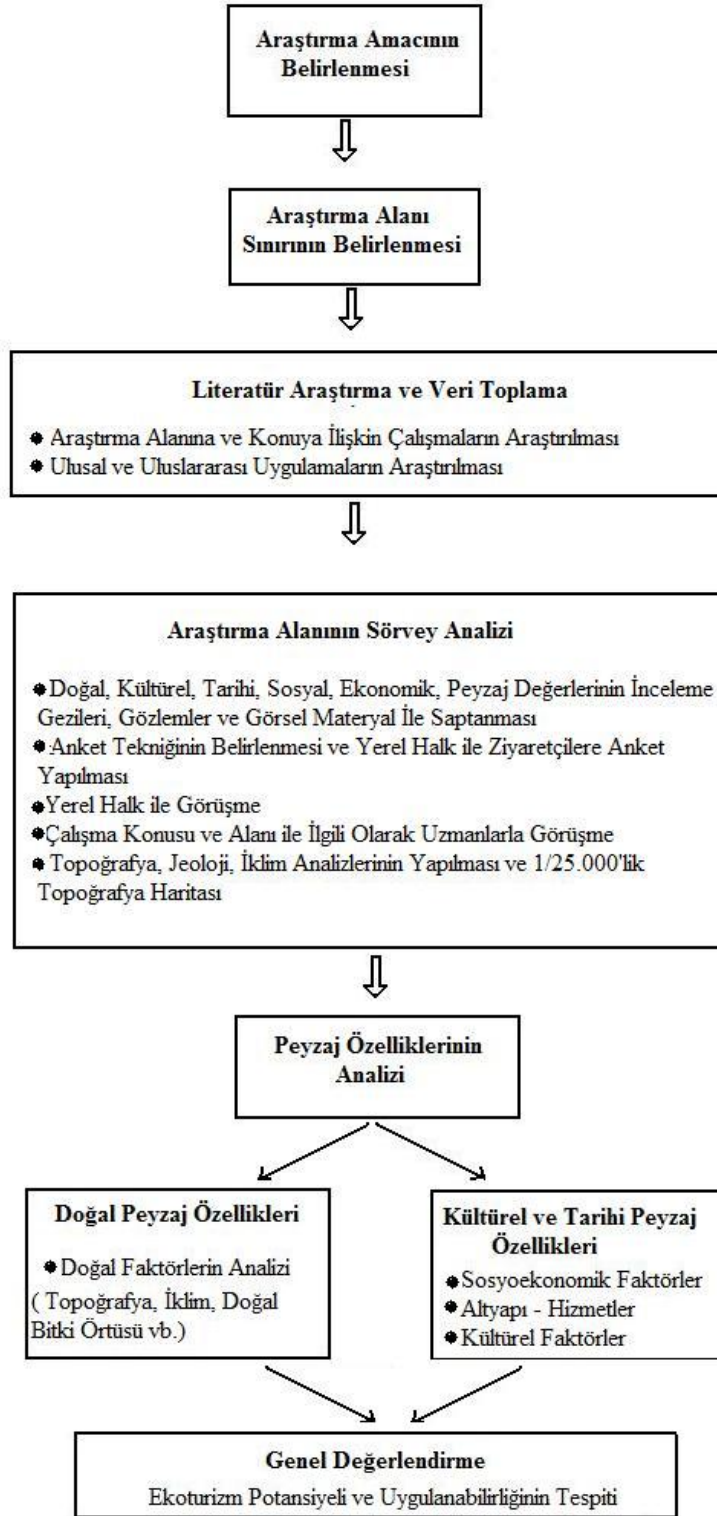 Araştırma Amacının
Belirlenmesi
Araştırma Alanı
Sınırının Belirlenmesi
Literatür Araştırma ve Veri Toplama
● Araştırma Alanına ve Konuya İlişkin Çalışmaların Araştırılması
● Ulusal ve Uluslararası Uygulamaların Araştırılması
Araştırma Alanının Sörvey Analizi
● Doğal, Kültürel, Tarihi, Sosyal, Ekonomik, Peyzaj Değerlerinin İnceleme
Gezileri, Gözlemler ve Görsel Materyal İle Saptanması
● Anket Tekniğinin Belirlenmesi ve Yerel Halk ile Ziyaretçilere Anket
Yapılması
● Yerel Halk ile Görüşme
● Çalışma Konusu ve Alanı ile İlgili Olarak Uzmanlarla Görüşme
● Topoğrafya, Jeoloji, İklim Analizlerinin Yapılması ve 1/25.000'lik
Topoğrafya Haritası
Peyzaj Özelliklerinin
Analizi
Doğal Peyzaj Özellikleri
● Doğal Faktörlerin Analizi
( Topoğrafya, İklim, Doğal
Bitki Örtüsü vb.)
Kültürel ve Tarihi Peyzaj
Özellikleri
● Sosyoekonomik Faktörler
● Altyapı - Hizmetler
● Kültürel Faktörler
Genel Değerlendirme
Ekoturizm Potansiyeli ve Uygulanabilirliğinin Tespiti